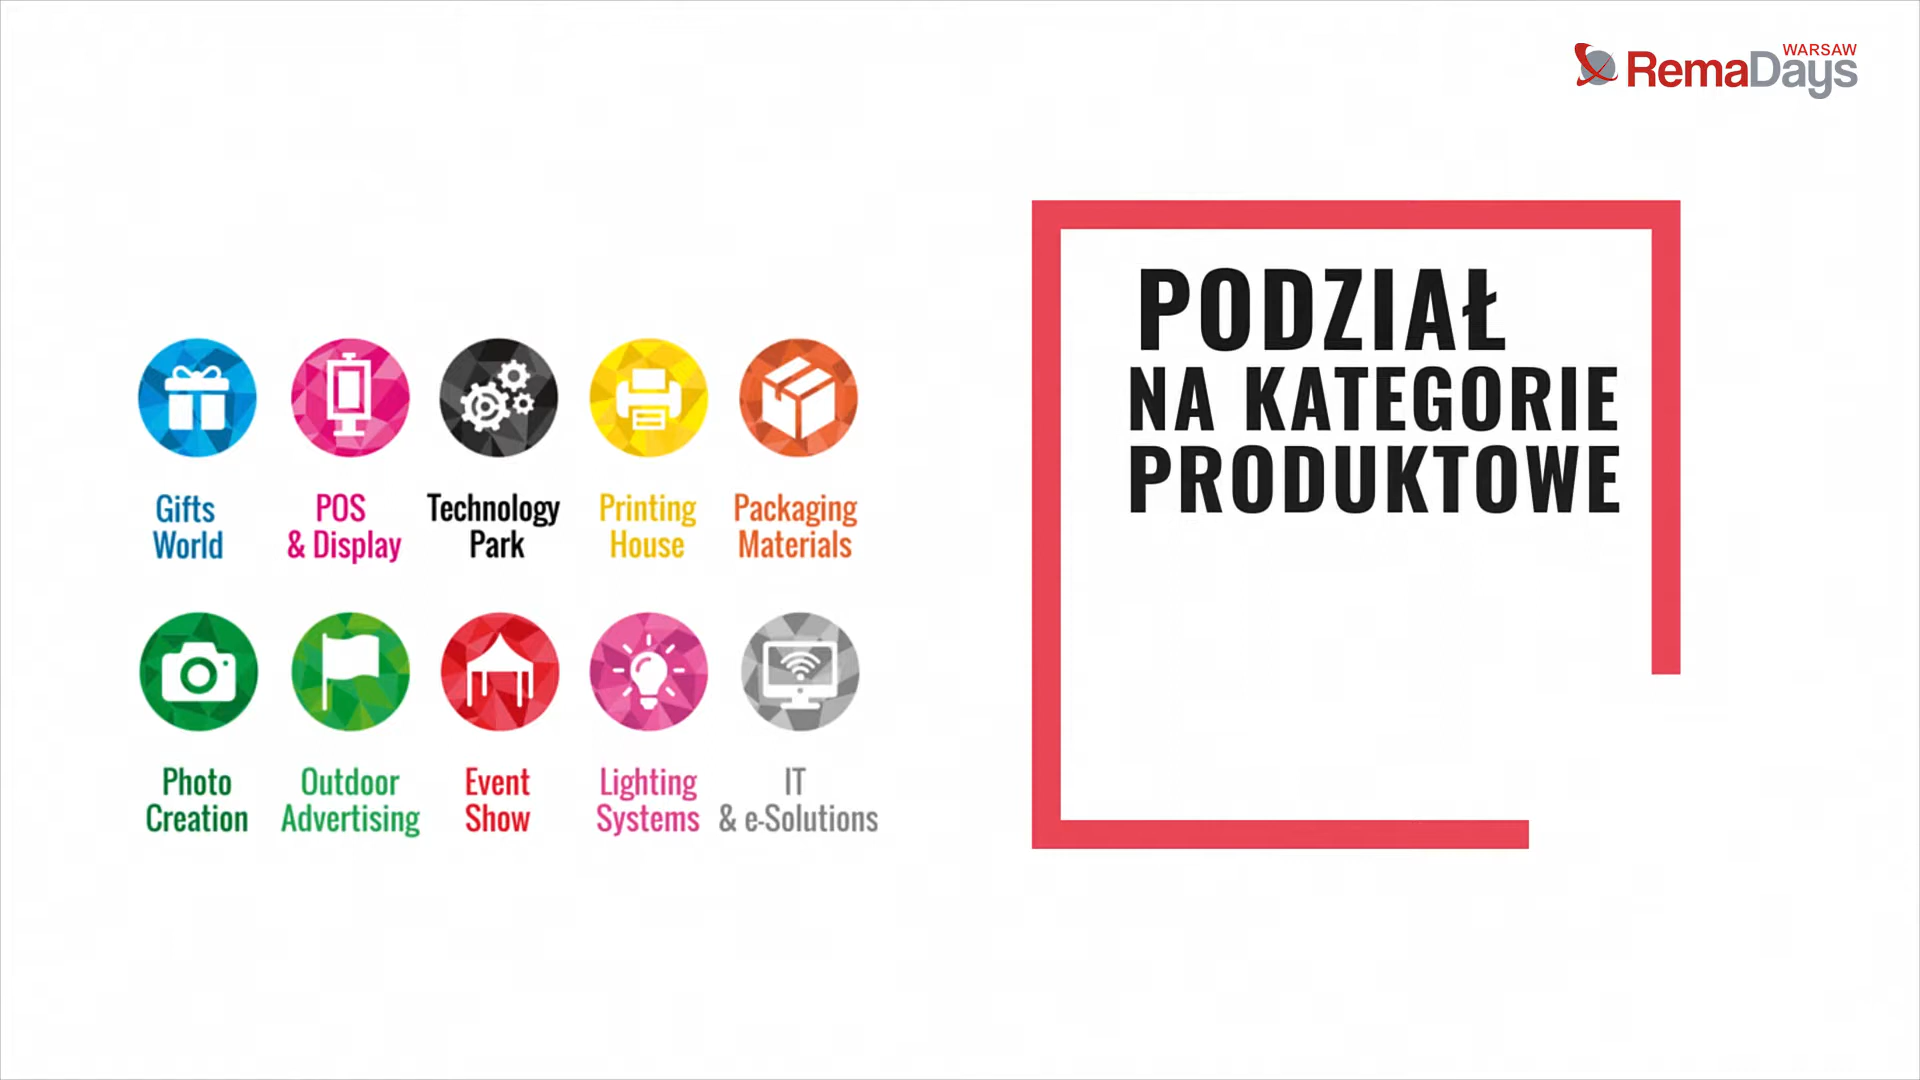 WARSAW
RemaDays
PODZIAŁ
NA KATEGORIE
PRODUKTOWE
Gifts
World
POS
& Display
Technology
Park
Printing
House
Packaging
Materials
Photo
Creation
Outdoor
Advertising
Event
Show
Lighting
Systems
IT
& e-Solutions